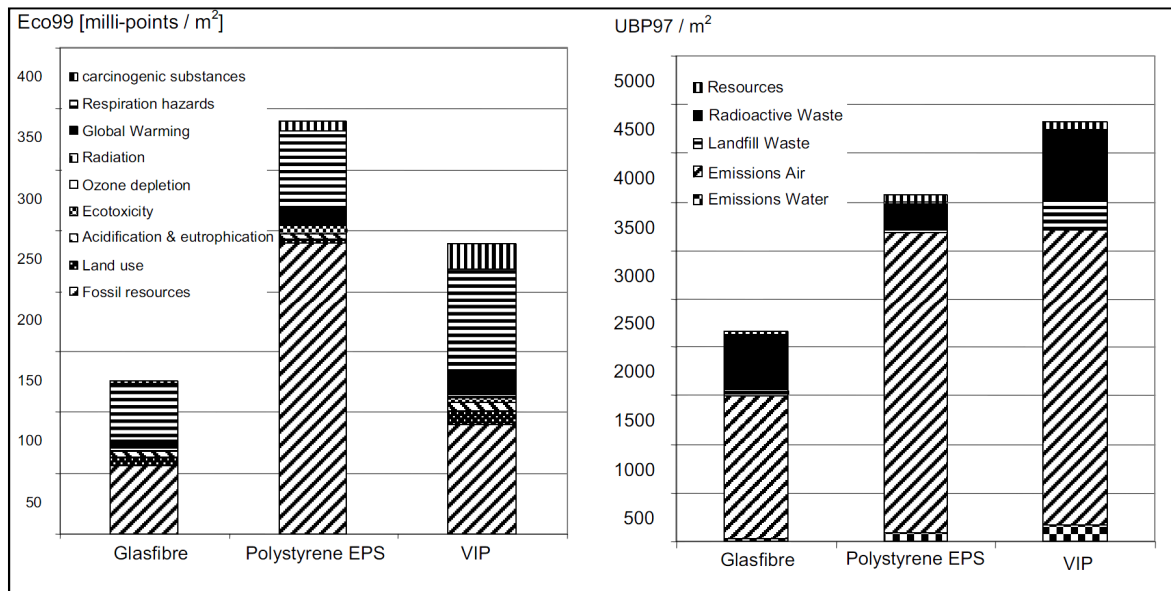 Eco99 [milli-points / m²]
400
350
300
250
200
150
100
50
carcinogenic substances
Respiration hazards
Global Warming
Radiation
Ozone depletion
Ecotoxicity
Acidification & eutrophication
Land use
Fossil resources
Glasfibre
Polystyrene EPS
VIP
UBP97 / m²
5000
4500
4000
3500
3000
2500
2000
1500
1000
500
Resources
Radioactive Waste
Landfill Waste
Emissions Air
Emissions Water
Glasfibre
Polystyrene EPS
VIP